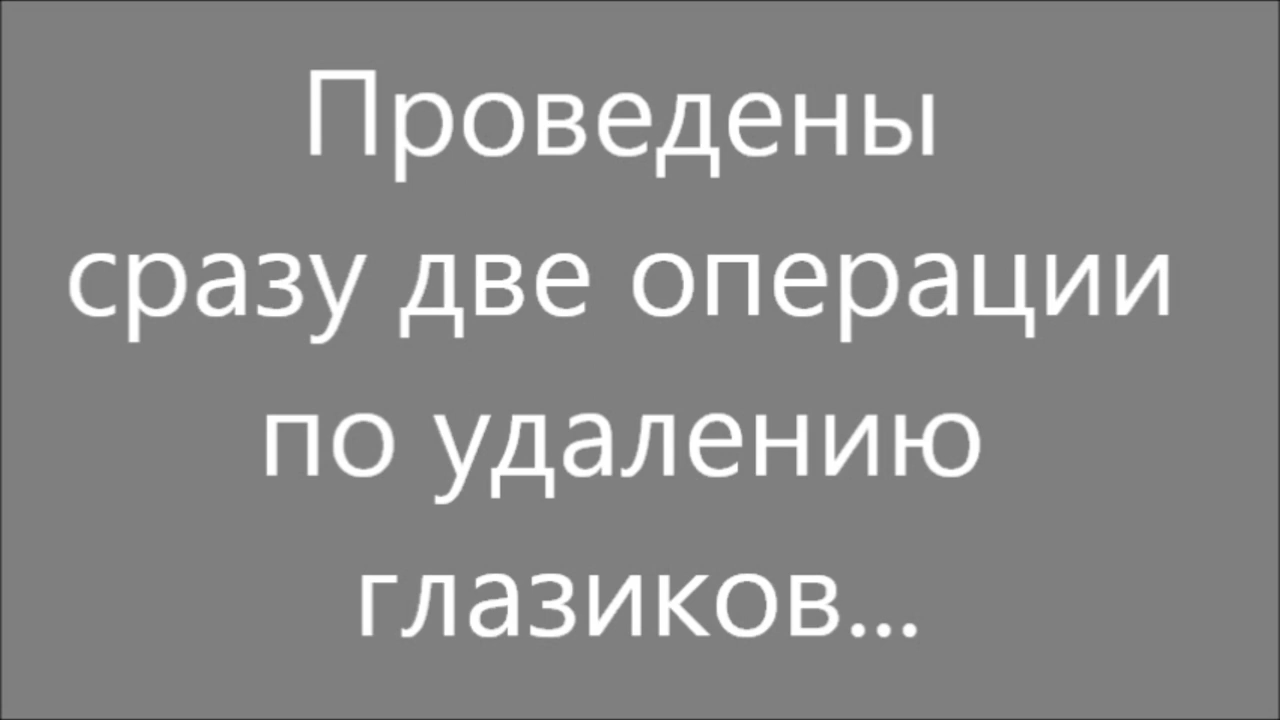 Проведены
сразу две операции
по удалению
глазиков...